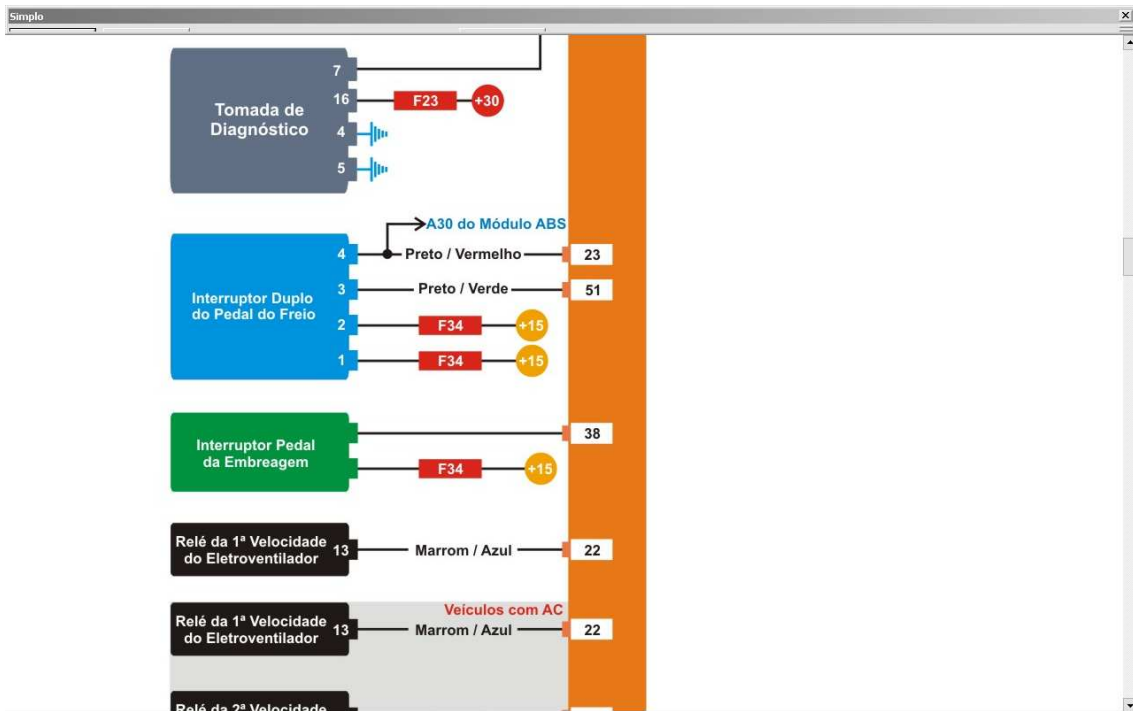 Simplo
7
Tomada de
Diagnóstico
16
F23
+30
4
5
A30 do Módulo ABS
Interruptor Duplo
do Pedal do Freio
4
Preto / Vermelho
23
3
Preto / Verde
51
2
F34
+15
1
F34
+15
Interruptor Pedal
da Embreagem
38
F34
+15
Relé da 1ª Velocidade
do Eletroventilador
13
Marrom / Azul
22
Veículos com AC
Relé da 1ª Velocidade
do Eletroventilador
13
Marrom / Azul
22
Relé da 2ª Velocidade